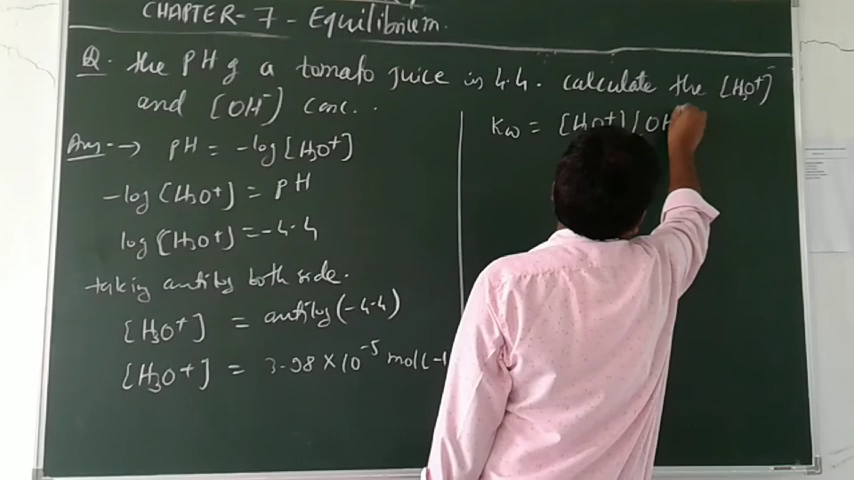 CHAPTER-7 - Equilibrium.
Q. the PH of a tomato juice is 4.4. calculate the [H3O+]
and [OH-] conc..
Ans:-→ PH = -log[H3O+]
-log[H3O+] = PH
log[H3O+] = -4.4
taking antilog both side.
[H3O+] = antilog(-4.4)
[H3O+] = 3.98 × 10-5 mol L-1
Kw = [H3O+][OH